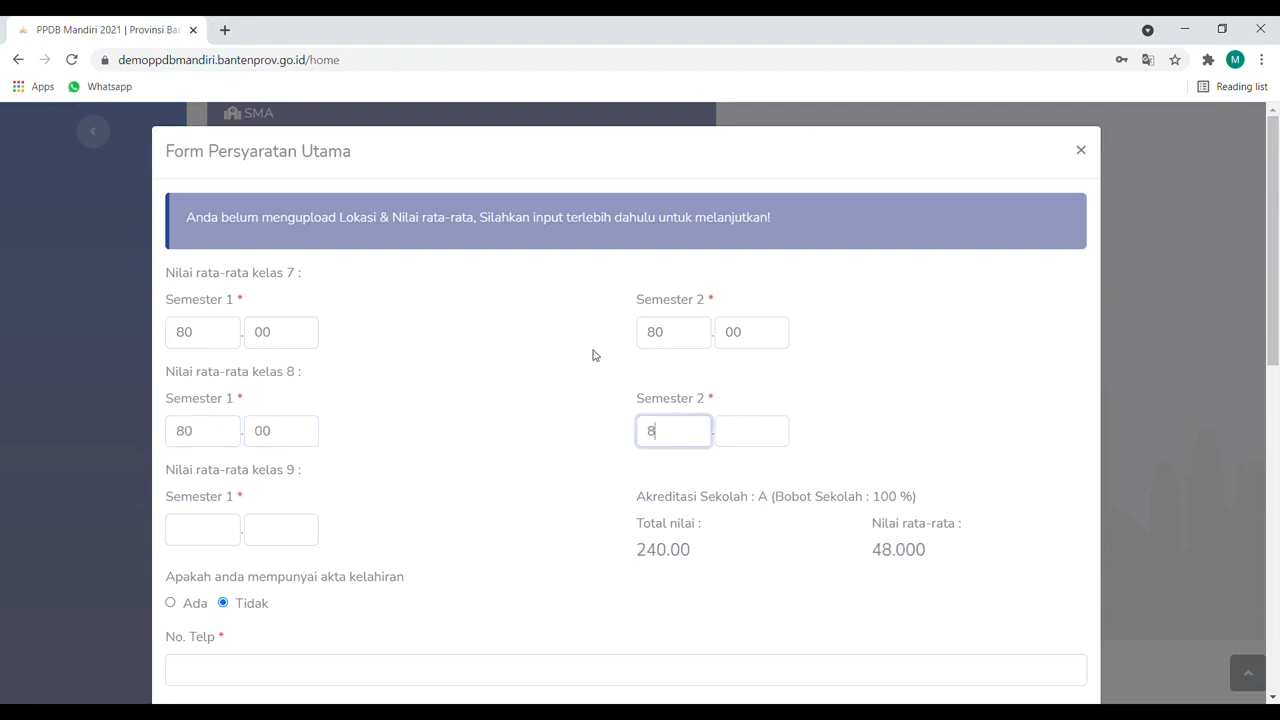 PPDB Mandiri 2021 | Provinsi Ban
demoppdbmandiri.bantenprov.go.id/home
M
Apps
Whatsapp
Reading list
SMA
Form Persyaratan Utama
Anda belum mengupload Lokasi & Nilai rata-rata, Silahkan input terlebih dahulu untuk melanjutkan!
Nilai rata-rata kelas 7 :
Semester 1 * Semester 2 *
80 . 00 80 . 00
Nilai rata-rata kelas 8 :
Semester 1 * Semester 2 *
80 . 00 8 .
Nilai rata-rata kelas 9 :
Semester 1 * Akreditasi Sekolah : A (Bobot Sekolah : 100 %)
.
Total nilai : Nilai rata-rata :
240.00 48.000
Apakah anda mempunyai akta kelahiran
Ada Tidak
No. Telp *